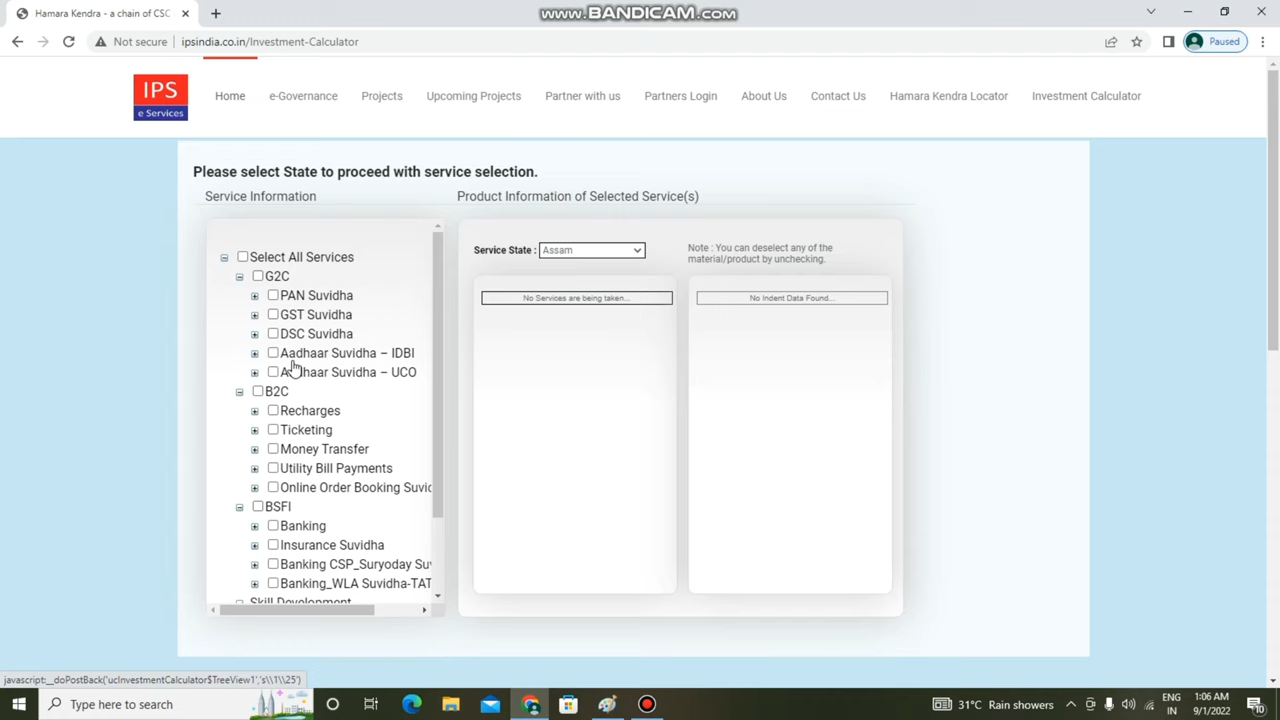 www.BANDICAM.com
Hamara Kendra - a chain of CSC
Not secure
ipsindia.co.in/Investment-Calculator
Paused
IPS
e Services
Home
e-Governance
Projects
Upcoming Projects
Partner with us
Partners Login
About Us
Contact Us
Hamara Kendra Locator
Investment Calculator
Please select State to proceed with service selection.
Service Information
Select All Services
G2C
PAN Suvidha
GST Suvidha
DSC Suvidha
Aadhaar Suvidha – IDBI
Aadhaar Suvidha – UCO
B2C
Recharges
Ticketing
Money Transfer
Utility Bill Payments
Online Order Booking Suvid
BSFI
Banking
Insurance Suvidha
Banking CSP_Suryoday Suv
Banking_WLA Suvidha-TAT
Skill Development
Product Information of Selected Service(s)
Service State : Assam
Note : You can deselect any of the
material/product by unchecking.
No Services are being taken...
No Indent Data Found...
javascript:__doPostBack('ucInvestmentCalculator$TreeView1','s\\1\\25')
Type here to search
31°C Rain showers
ENG
IN
1:06 AM
9/1/2022
10